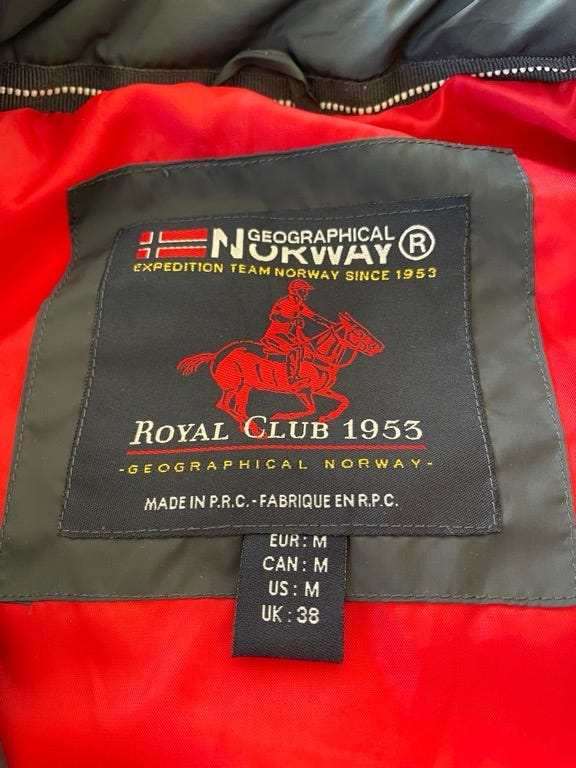 GEOGRAPHICAL
NORWAY ®
EXPEDITION TEAM NORWAY SINCE 1953
ROYAL CLUB 1953
-GEOGRAPHICAL NORWAY-
MADE IN P.R.C.-FABRIQUE EN R.P.C.
EUR: M
CAN: M
US: M
UK: 38